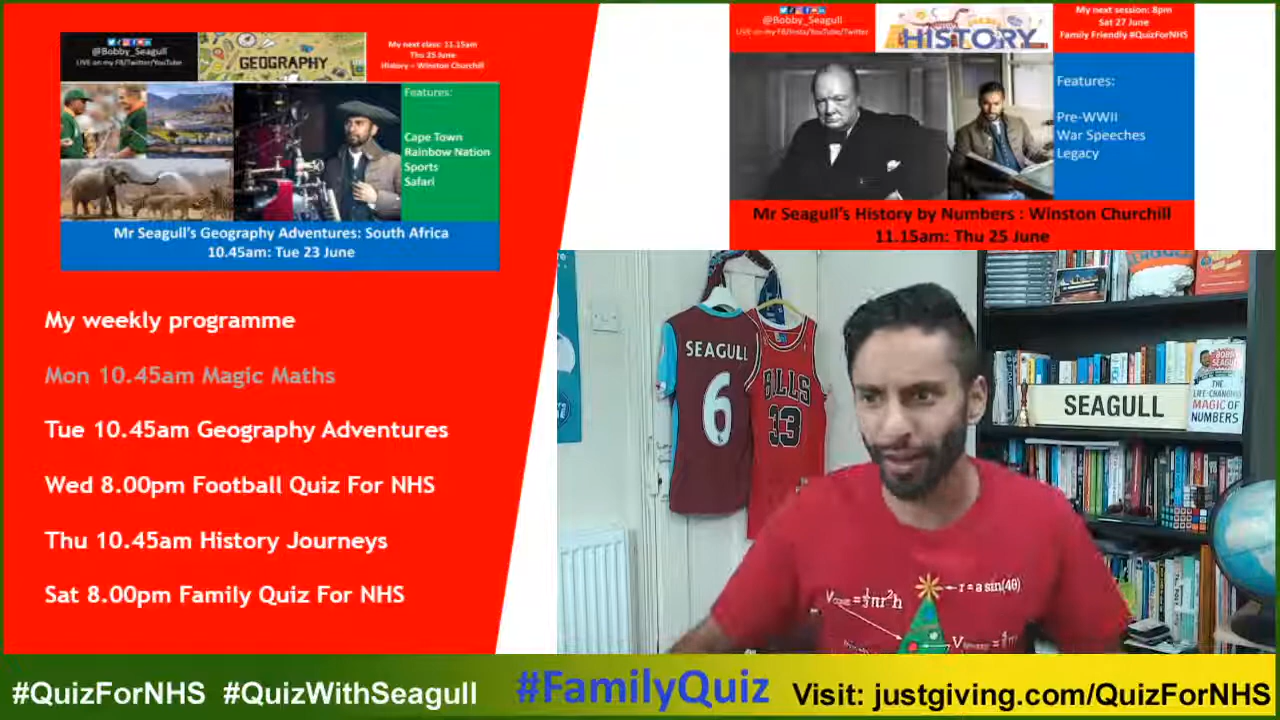 @Bobby_Seagull
LIVE on my FB/Twitter/YouTube
GEOGRAPHY
My next class: 11.15am
Thu 25 June
History – Winston Churchill
Features:
Cape Town
Rainbow Nation
Sports
Safari
Mr Seagull's Geography Adventures: South Africa
10.45am: Tue 23 June
@Bobby_Seagull
LIVE on my FB/Insta/YouTube/Twitter
HISTORY
My next session: 8pm
Sat 27 June
Family Friendly #QuizForNHS
Features:
Pre-WWII
War Speeches
Legacy
Mr Seagull's History by Numbers : Winston Churchill
11.15am: Thu 25 June
My weekly programme
Mon 10.45am Magic Maths
Tue 10.45am Geography Adventures
Wed 8.00pm Football Quiz For NHS
Thu 10.45am History Journeys
Sat 8.00pm Family Quiz For NHS
SEAGULL
6
BULLS
33
SEAGULL
BOBBY
SEAGULL
THE
LIFE-CHANGING
MAGIC OF
NUMBERS
r = a sin(4θ)
V cone = 1/3 πr²h
#QuizForNHS #QuizWithSeagull
#FamilyQuiz
Visit: justgiving.com/QuizForNHS